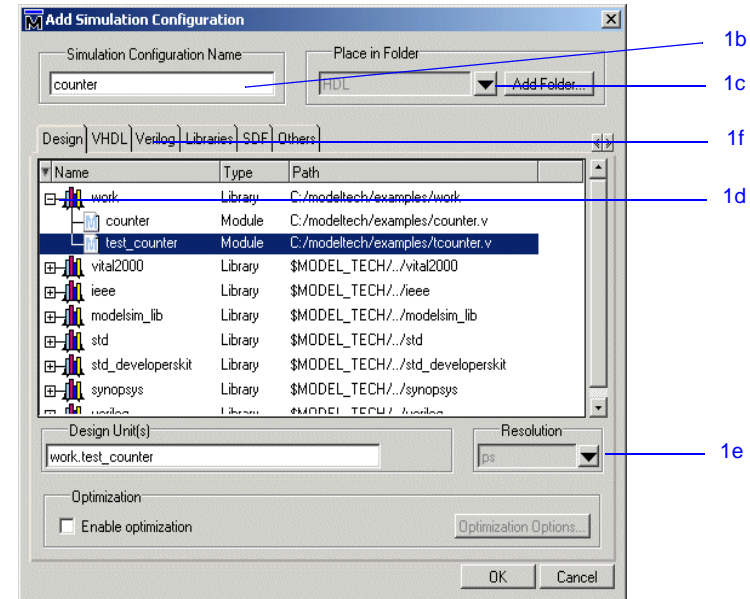 Add Simulation Configuration
Simulation Configuration Name
Place in Folder
1b
counter
HDL
Add Folder...
1c
Design VHDL Verilog Libraries SDF Others
1f
Name Type Path
work Library C:/modeltech/examples/work
1d
counter Module C:/modeltech/examples/counter.v
test_counter Module C:/modeltech/examples/tcounter.v
vital2000 Library $MODEL_TECH/../vital2000
ieee Library $MODEL_TECH/../ieee
modelsim_lib Library $MODEL_TECH/../modelsim_lib
std Library $MODEL_TECH/../std
std_developerskit Library $MODEL_TECH/../std_developerskit
synopsys Library $MODEL_TECH/../synopsys
verilog Library $MODEL_TECH/../verilog
Design Unit(s)
Resolution
work.test_counter
ps
1e
Optimization
Enable optimization
Optimization Options...
OK Cancel